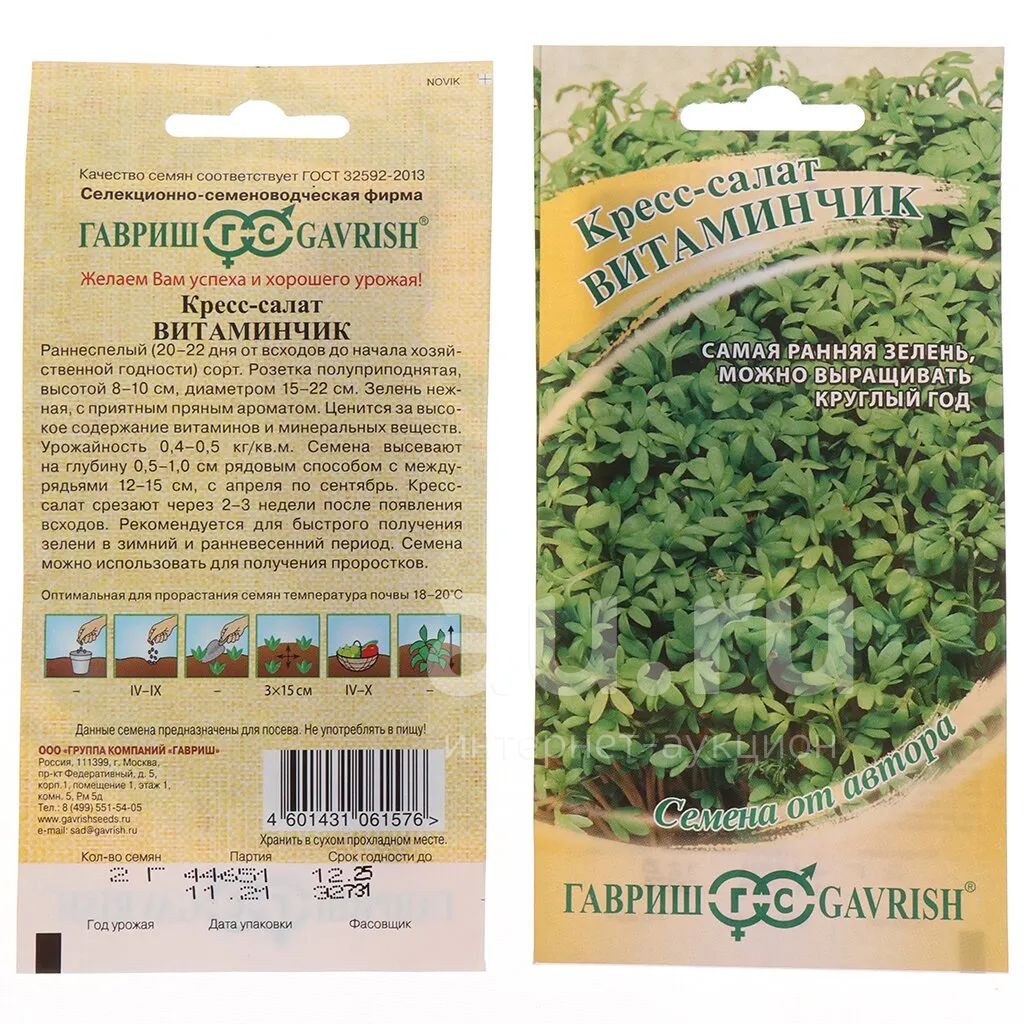 NOVIK
Качество семян соответствует ГОСТ 32592-2013
Селекционно-семеноводческая фирма
ГАВРИШ ГС GAVRISH®
Желаем Вам успеха и хорошего урожая!
Кресс-салат
ВИТАМИНЧИК
Раннеспелый (20–22 дня от всходов до начала хозяй-
ственной годности) сорт. Розетка полуприподнятая,
высотой 8–10 см, диаметром 15–22 см. Зелень неж-
ная, с приятным пряным ароматом. Ценится за высо-
кое содержание витаминов и минеральных веществ.
Урожайность 0,4–0,5 кг/кв.м. Семена высевают
на глубину 0,5–1,0 см рядовым способом с между-
рядьями 12–15 см, с апреля по сентябрь. Кресс-
салат срезают через 2–3 недели после появления
всходов. Рекомендуется для быстрого получения
зелени в зимний и ранневесенний период. Семена
можно использовать для получения проростков.
Оптимальная для прорастания семян температура почвы 18–20°С
– IV–IX – 3×15 см IV–X –
Данные семена предназначены для посева. Не употреблять в пищу!
ООО «ГРУППА КОМПАНИЙ «ГАВРИШ»
Россия, 111399, г. Москва,
пр-кт Федеративный, д. 5,
корп.1, помещение 1, этаж 1,
комн. 5, Рм 5д
Тел.: 8 (499) 551-54-05
www.gavrishseeds.ru
e-mail: sad@gavrish.ru
4 601431 061576 >
Хранить в сухом прохладном месте.
Кол-во семян Партия Срок годности до
2 Г 44651 12.25
11.21 32731
Год урожая Дата упаковки Фасовщик
Кресс-салат
ВИТАМИНЧИК
САМАЯ РАННЯЯ ЗЕЛЕНЬ,
МОЖНО ВЫРАЩИВАТЬ
КРУГЛЫЙ ГОД
au.ru
интернет-аукцион
Семена от автора
ГАВРИШ ГС GAVRISH®